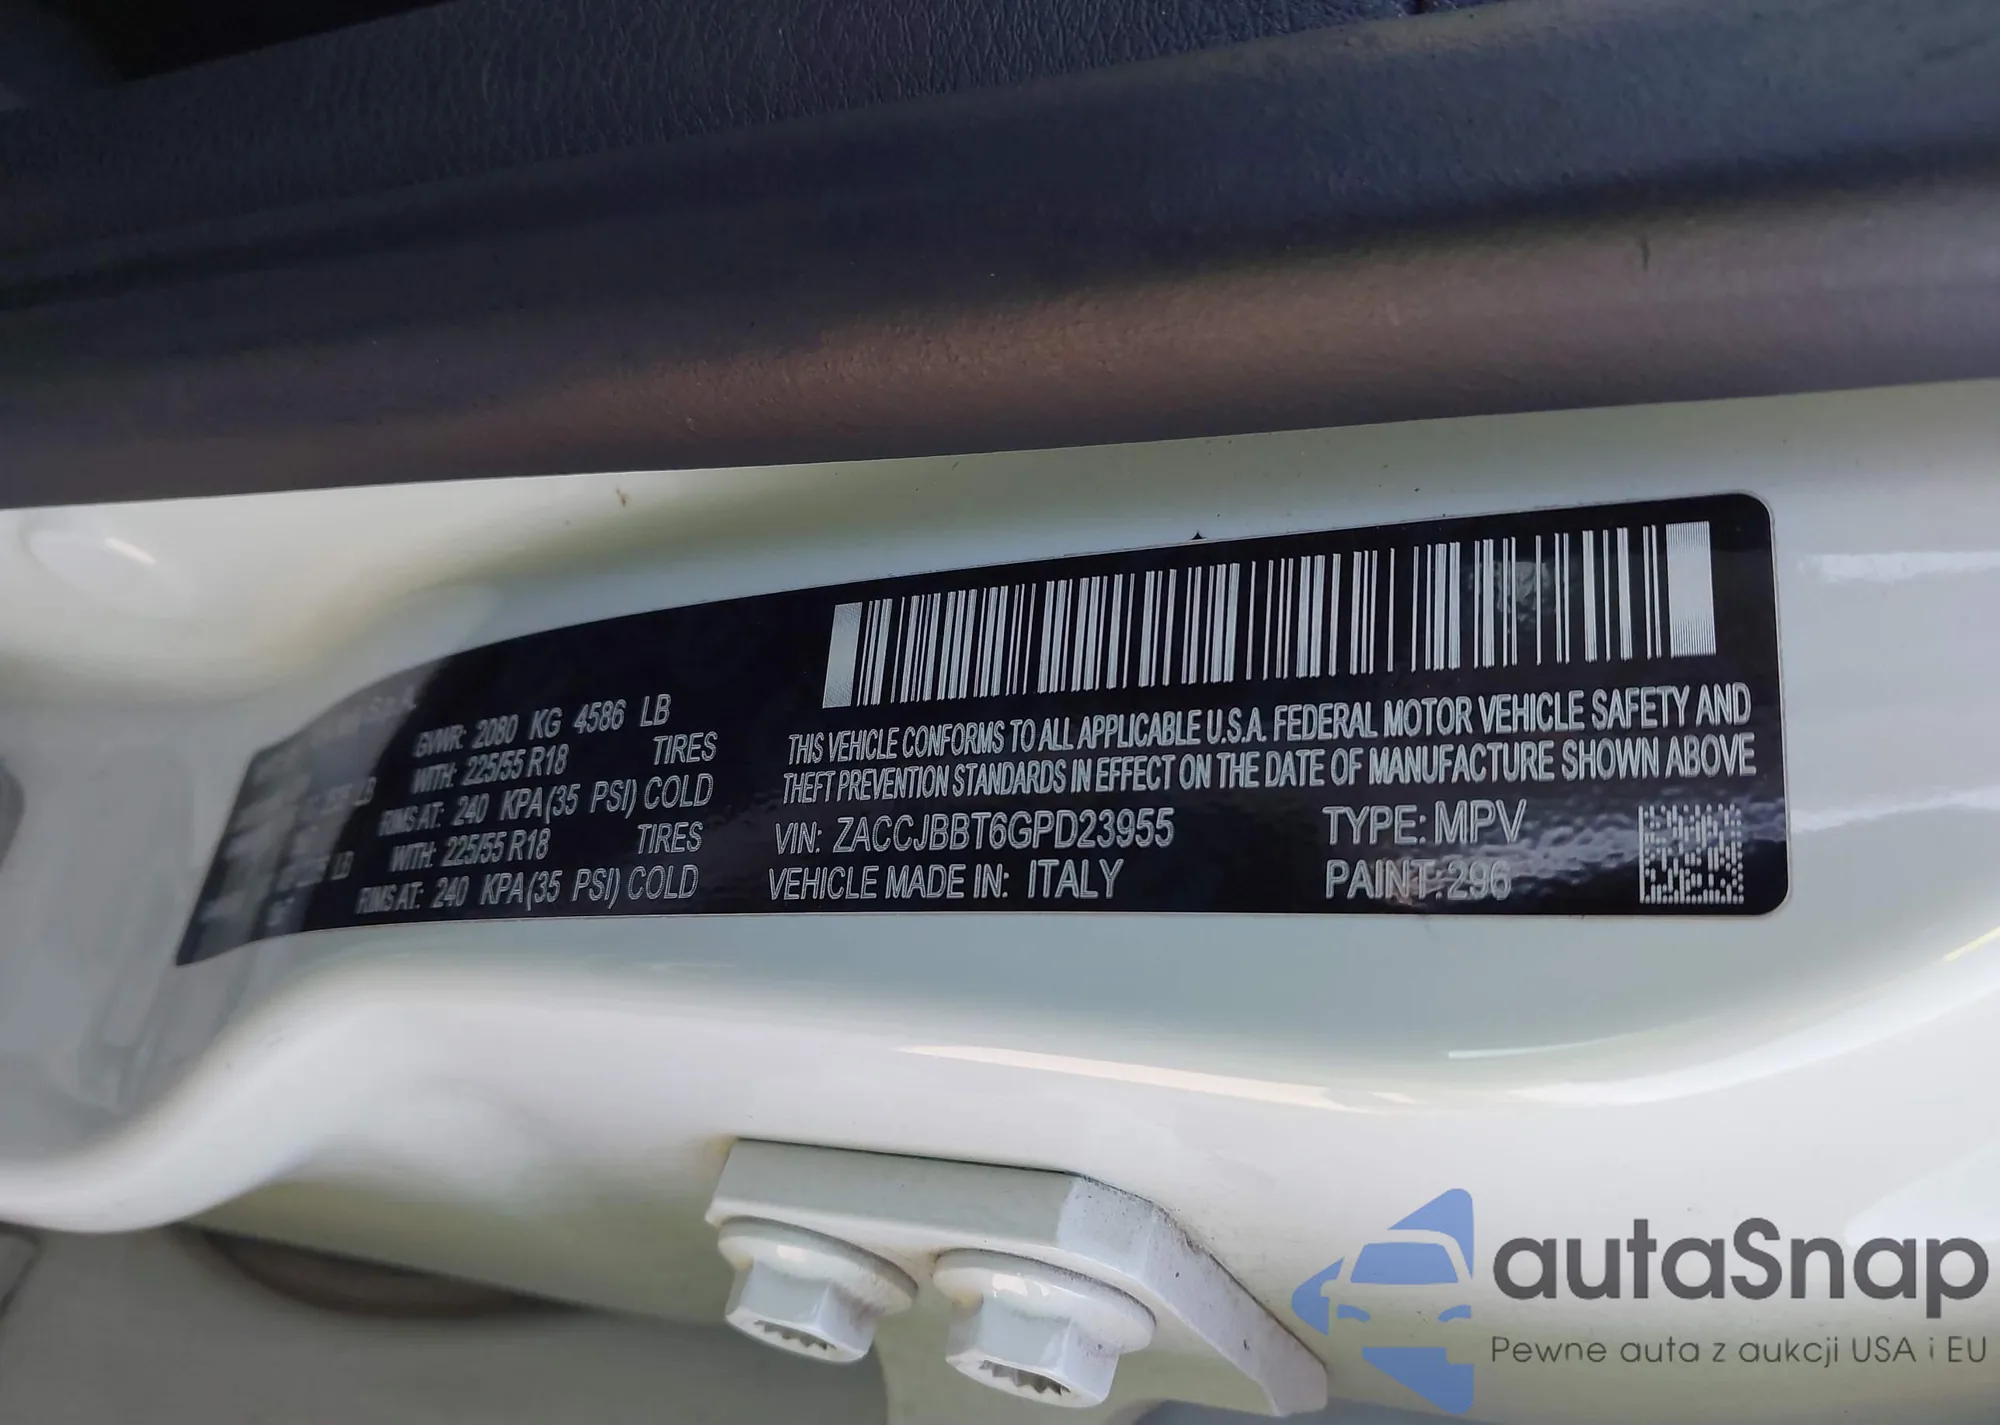 GVWR: 2080 KG 4586 LB
WITH: 225/55 R18 TIRES
RIMS AT: 240 KPA (35 PSI) COLD
LB
WITH: 225/55 R18 TIRES
LB
RIMS AT: 240 KPA (35 PSI) COLD
THIS VEHICLE CONFORMS TO ALL APPLICABLE U.S.A. FEDERAL MOTOR VEHICLE SAFETY AND
THEFT PREVENTION STANDARDS IN EFFECT ON THE DATE OF MANUFACTURE SHOWN ABOVE
VIN: ZACCJBBT6GPD23955 TYPE: MPV
VEHICLE MADE IN: ITALY PAINT: 296
autaSnap
Pewne auta z aukcji USA i EU